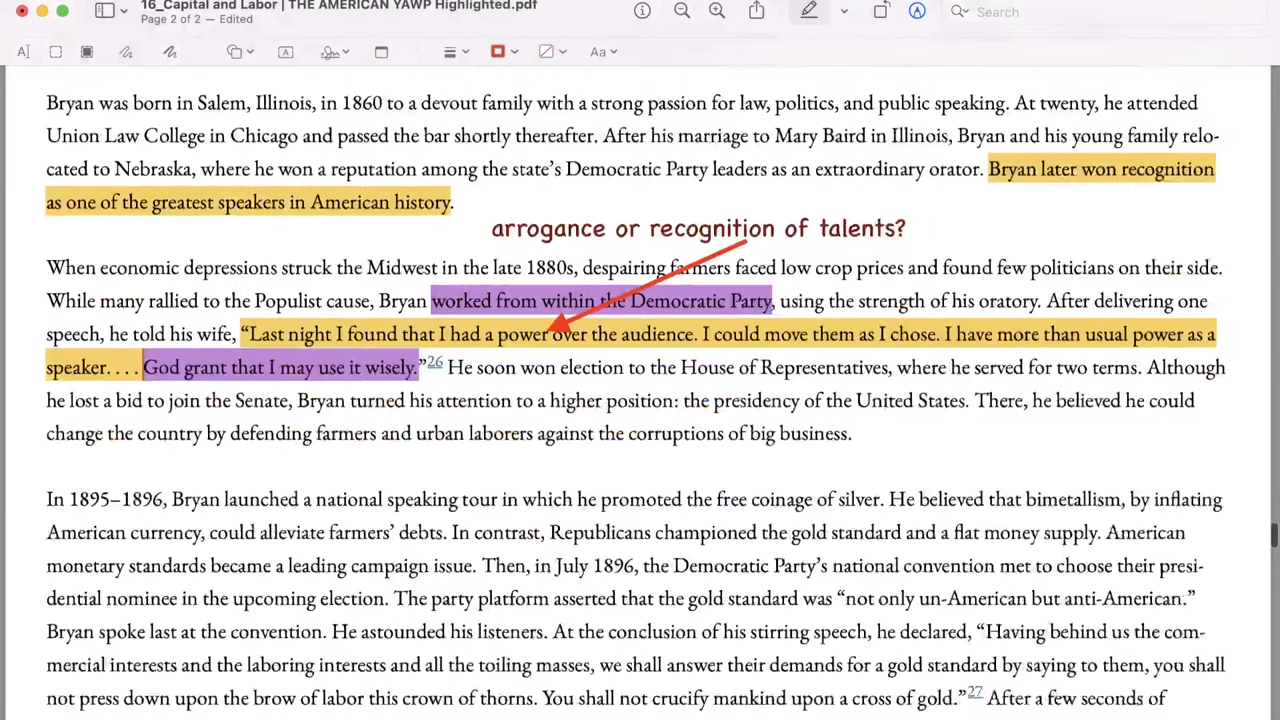 16_Capital and Labor | THE AMERICAN YAWP Highlighted.pdf
Page 2 of 2 — Edited
Search
Aa
Bryan was born in Salem, Illinois, in 1860 to a devout family with a strong passion for law, politics, and public speaking. At twenty, he attended
Union Law College in Chicago and passed the bar shortly thereafter. After his marriage to Mary Baird in Illinois, Bryan and his young family relo-
cated to Nebraska, where he won a reputation among the state’s Democratic Party leaders as an extraordinary orator. Bryan later won recognition
as one of the greatest speakers in American history.
arrogance or recognition of talents?
When economic depressions struck the Midwest in the late 1880s, despairing farmers faced low crop prices and found few politicians on their side.
While many rallied to the Populist cause, Bryan worked from within the Democratic Party, using the strength of his oratory. After delivering one
speech, he told his wife, “Last night I found that I had a power over the audience. I could move them as I chose. I have more than usual power as a
speaker. . . . God grant that I may use it wisely.”26 He soon won election to the House of Representatives, where he served for two terms. Although
he lost a bid to join the Senate, Bryan turned his attention to a higher position: the presidency of the United States. There, he believed he could
change the country by defending farmers and urban laborers against the corruptions of big business.
In 1895–1896, Bryan launched a national speaking tour in which he promoted the free coinage of silver. He believed that bimetallism, by inflating
American currency, could alleviate farmers’ debts. In contrast, Republicans championed the gold standard and a flat money supply. American
monetary standards became a leading campaign issue. Then, in July 1896, the Democratic Party’s national convention met to choose their presi-
dential nominee in the upcoming election. The party platform asserted that the gold standard was “not only un-American but anti-American.”
Bryan spoke last at the convention. He astounded his listeners. At the conclusion of his stirring speech, he declared, “Having behind us the com-
mercial interests and the laboring interests and all the toiling masses, we shall answer their demands for a gold standard by saying to them, you shall
not press down upon the brow of labor this crown of thorns. You shall not crucify mankind upon a cross of gold.”27 After a few seconds of